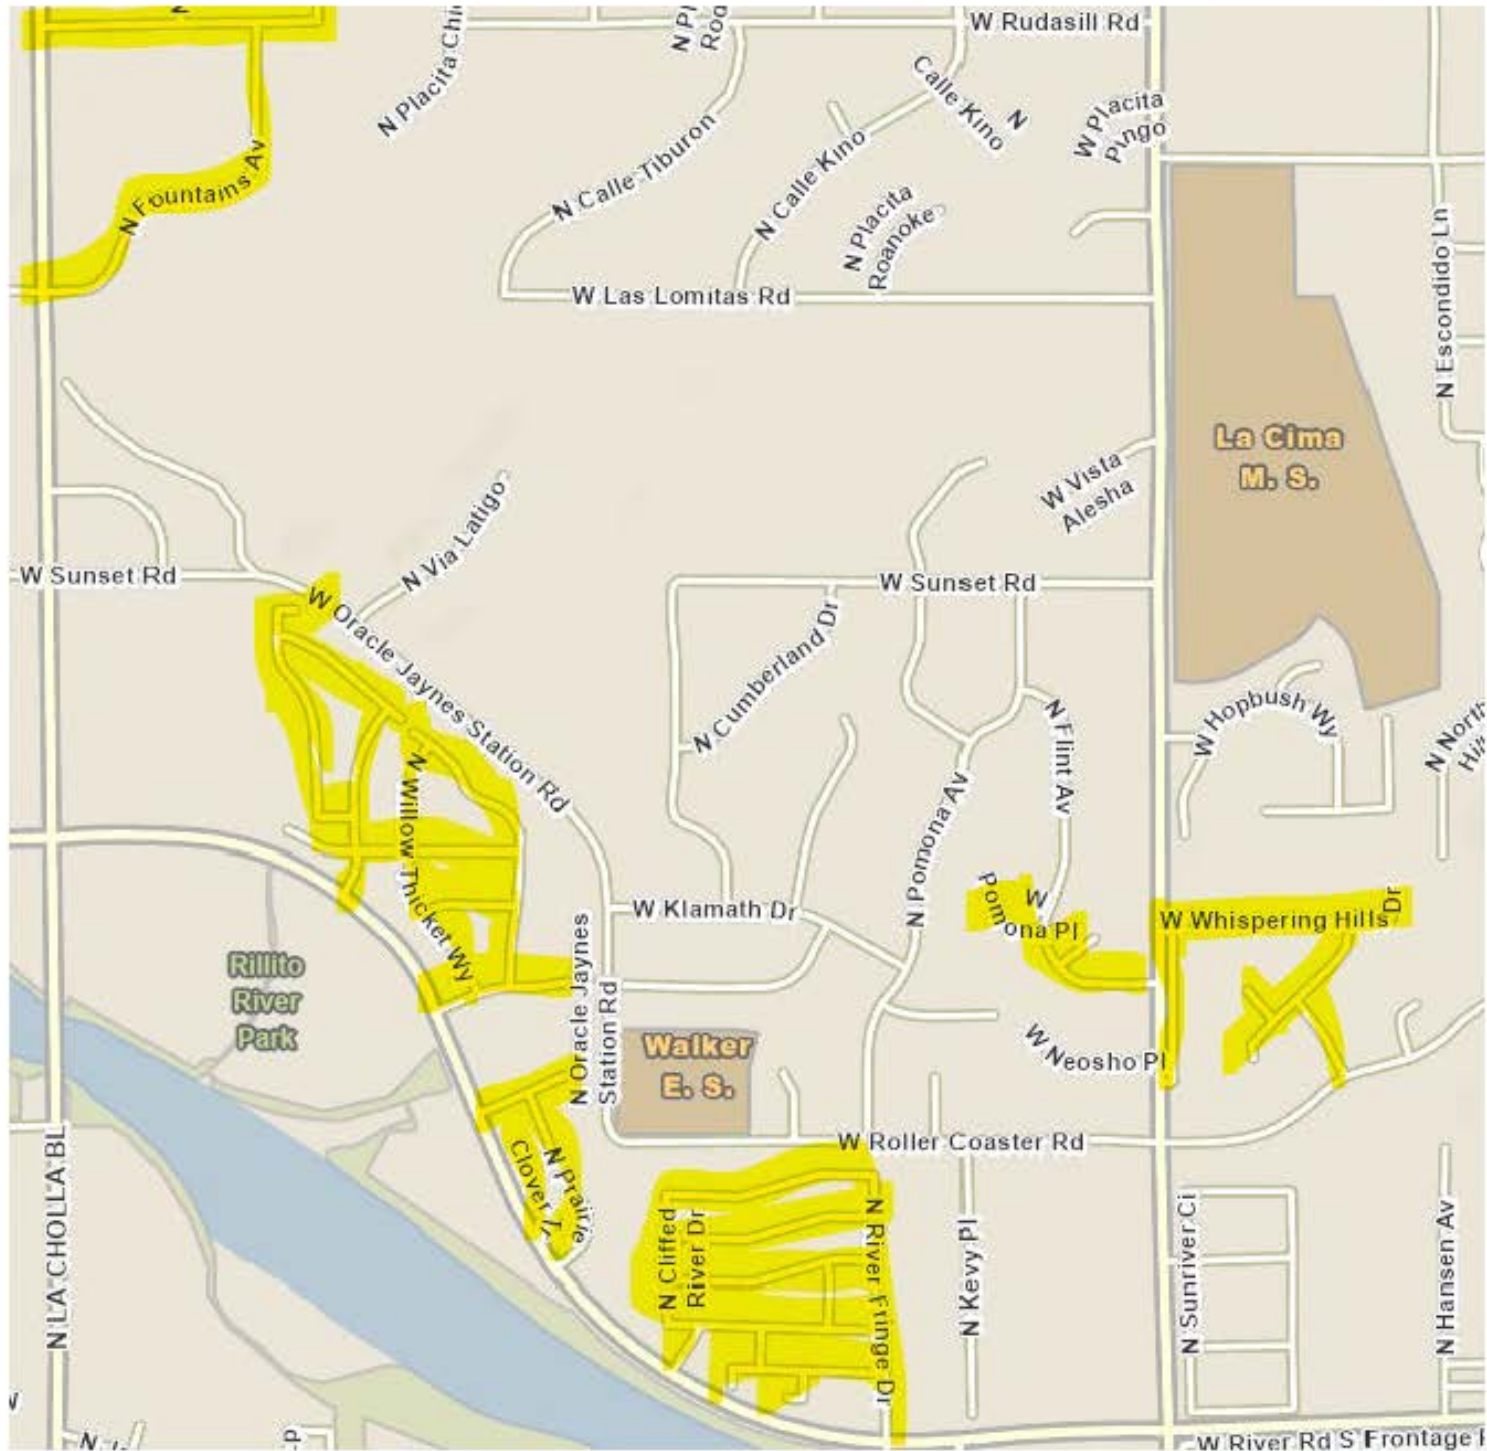 W Rudasill Rd
N Placita Chi
N Pl
Roo
Calle Kino
N
W Placita
Pingo
N Calle Tiburon
N Calle Kino
N Fountains Av
N Placita
Roanoke
N Escondido Ln
W Las Lomitas Rd
La Cima
M. S.
W Vista
Alesha
N Via Latigo
W Sunset Rd
W Sunset Rd
W Oracle Jaynes Station Rd
N Cumberland Dr
W Hopbush Wy
N Flint Av
N North
Hil
N Willow Thicket Wy
N Pomona Av
W
Pomona Pl
W Klamath Dr
W Whispering Hills Dr
Rillito
River
Park
N Oracle Jaynes
Station Rd
Walker
E. S.
W Neosho Pl
W Roller Coaster Rd
N LA CHOLLA BL
N Prairie
Clover Tr
N Cliffed
River Dr
N River Fringe Dr
N Kevy Pl
N Sunriver Ci
N Hansen Av
W River Rd S Frontage